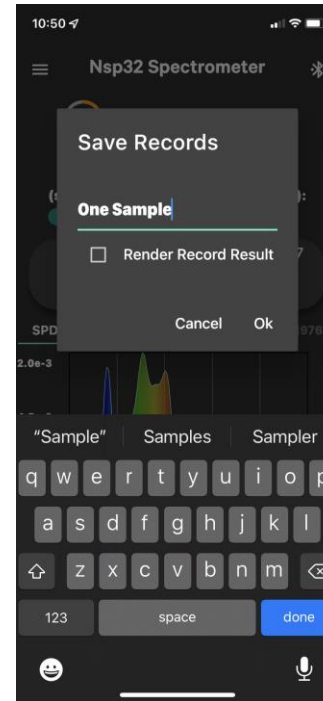 10:50
Nsp32 Spectrometer
Save Records
One Sample
Render Record Result
Cancel Ok
SPD
2.0e-3
"Sample" Samples Sampler
q w e r t y u i o p
a s d f g h j k l
z x c v b n m
123 space done